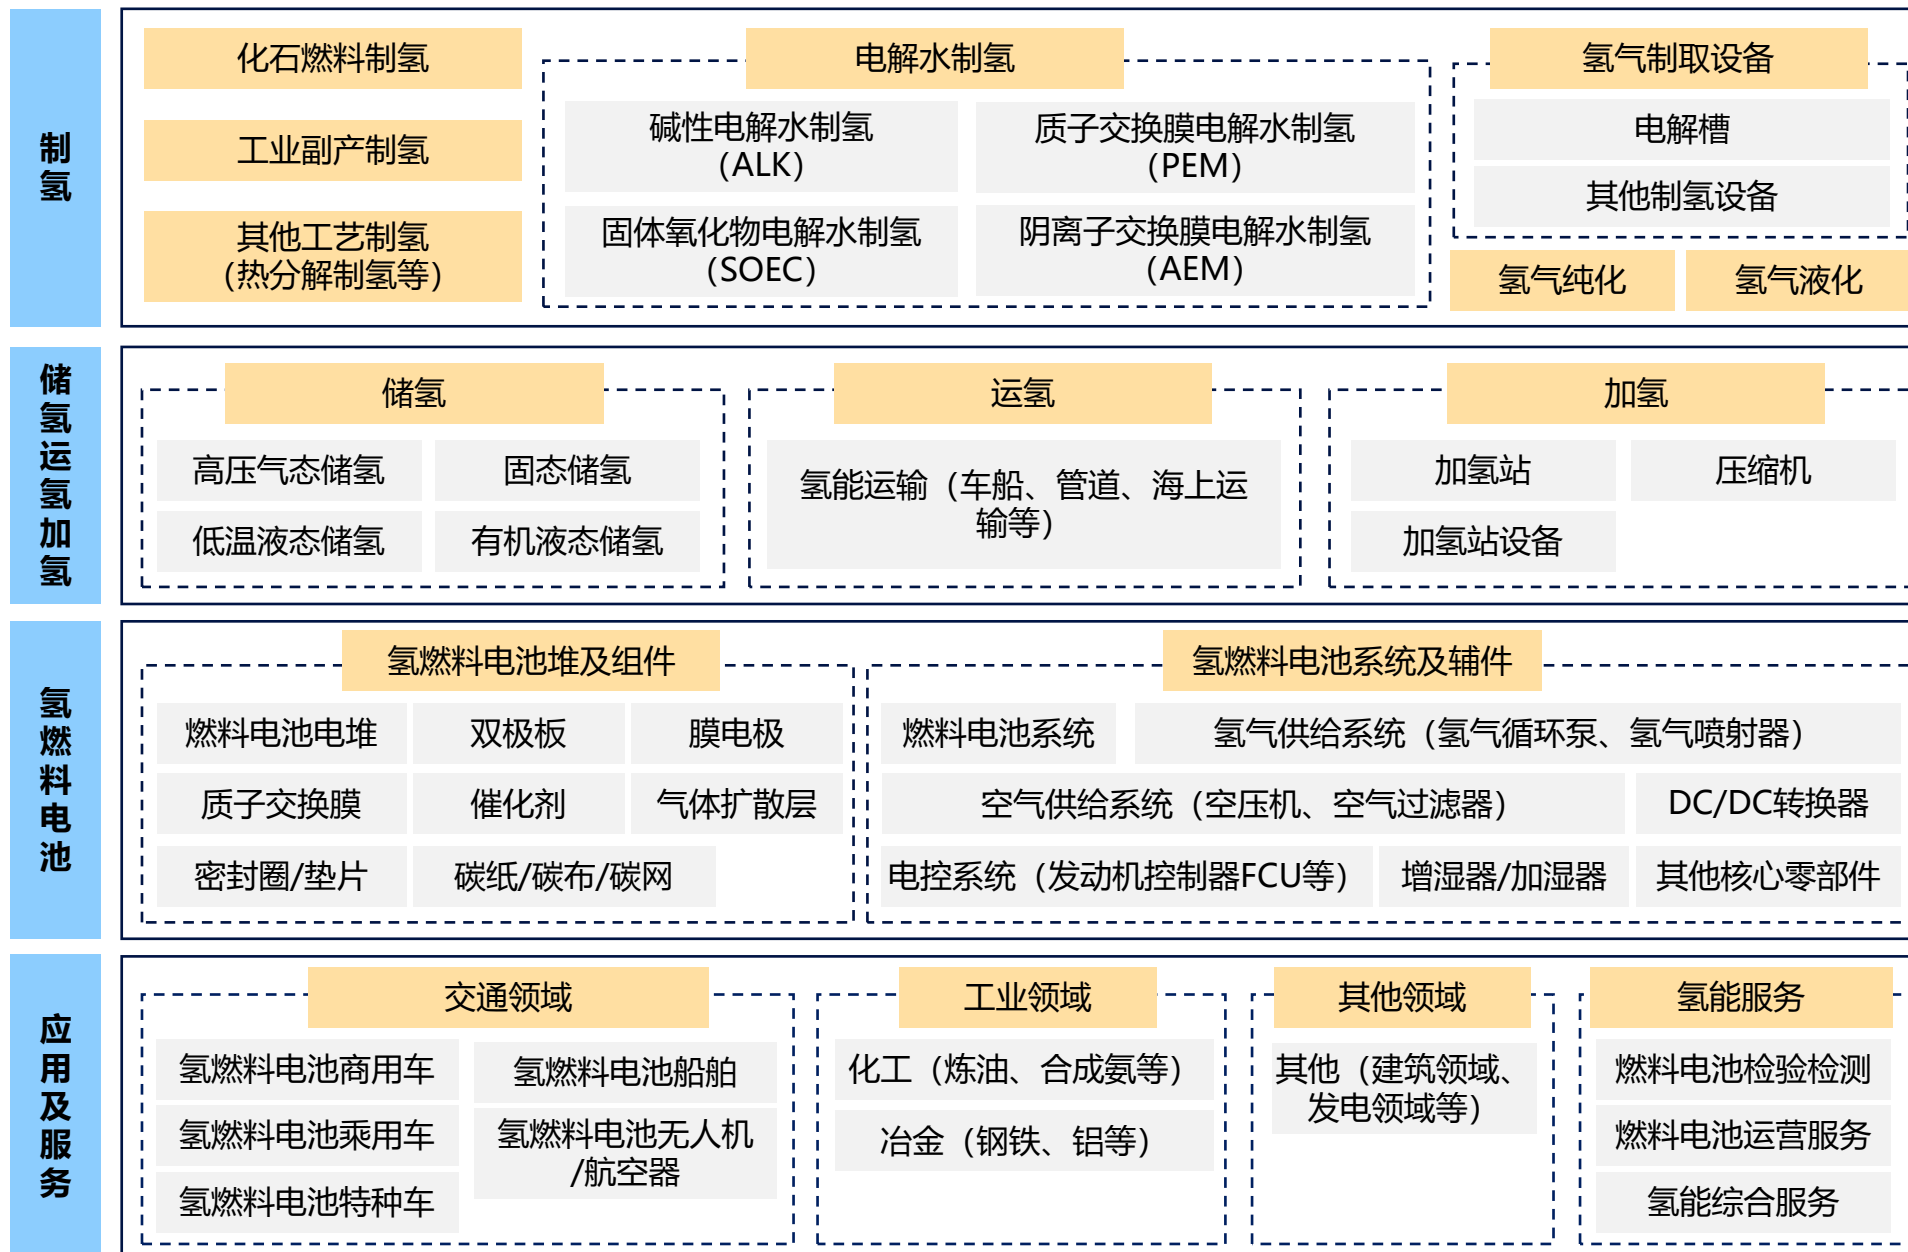 制氢
化石燃料制氢
工业副产制氢
其他工艺制氢
（热分解制氢等）
电解水制氢
碱性电解水制氢
（ALK）
质子交换膜电解水制氢
（PEM）
固体氧化物电解水制氢
（SOEC）
阴离子交换膜电解水制氢
（AEM）
氢气制取设备
电解槽
其他制氢设备
氢气纯化
氢气液化
储氢运氢加氢
储氢
高压气态储氢
固态储氢
低温液态储氢
有机液态储氢
运氢
氢能运输（车船、管道、海上运
输等）
加氢
加氢站
压缩机
加氢站设备
氢燃料电池
氢燃料电池堆及组件
燃料电池电堆
双极板
膜电极
质子交换膜
催化剂
气体扩散层
密封圈/垫片
碳纸/碳布/碳网
氢燃料电池系统及辅件
燃料电池系统
氢气供给系统（氢气循环泵、氢气喷射器）
空气供给系统（空压机、空气过滤器）
DC/DC转换器
电控系统（发动机控制器FCU等）
增湿器/加湿器
其他核心零部件
应用及服务
交通领域
氢燃料电池商用车
氢燃料电池船舶
氢燃料电池乘用车
氢燃料电池无人机
/航空器
氢燃料电池特种车
工业领域
化工（炼油、合成氨等）
冶金（钢铁、铝等）
其他领域
其他（建筑领域、
发电领域等）
氢能服务
燃料电池检验检测
燃料电池运营服务
氢能综合服务